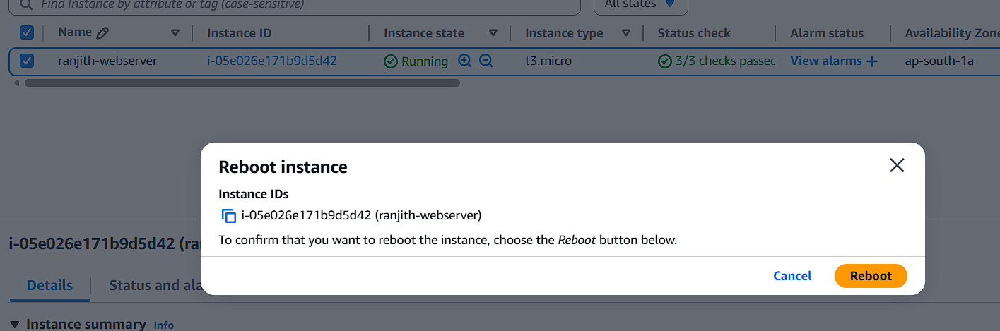 Find Instance by attribute or tag (case-sensitive) All states
Name Instance ID Instance state Instance type Status check Alarm status Availability Zone
ranjith-webserver i-05e026e171b9d5d42 Running t3.micro 3/3 checks passed View alarms + ap-south-1a
Reboot instance
Instance IDs
i-05e026e171b9d5d42 (ranjith-webserver)
To confirm that you want to reboot the instance, choose the Reboot button below.
Cancel Reboot
i-05e026e171b9d5d42 (ra
Details Status and ala
Instance summary Info